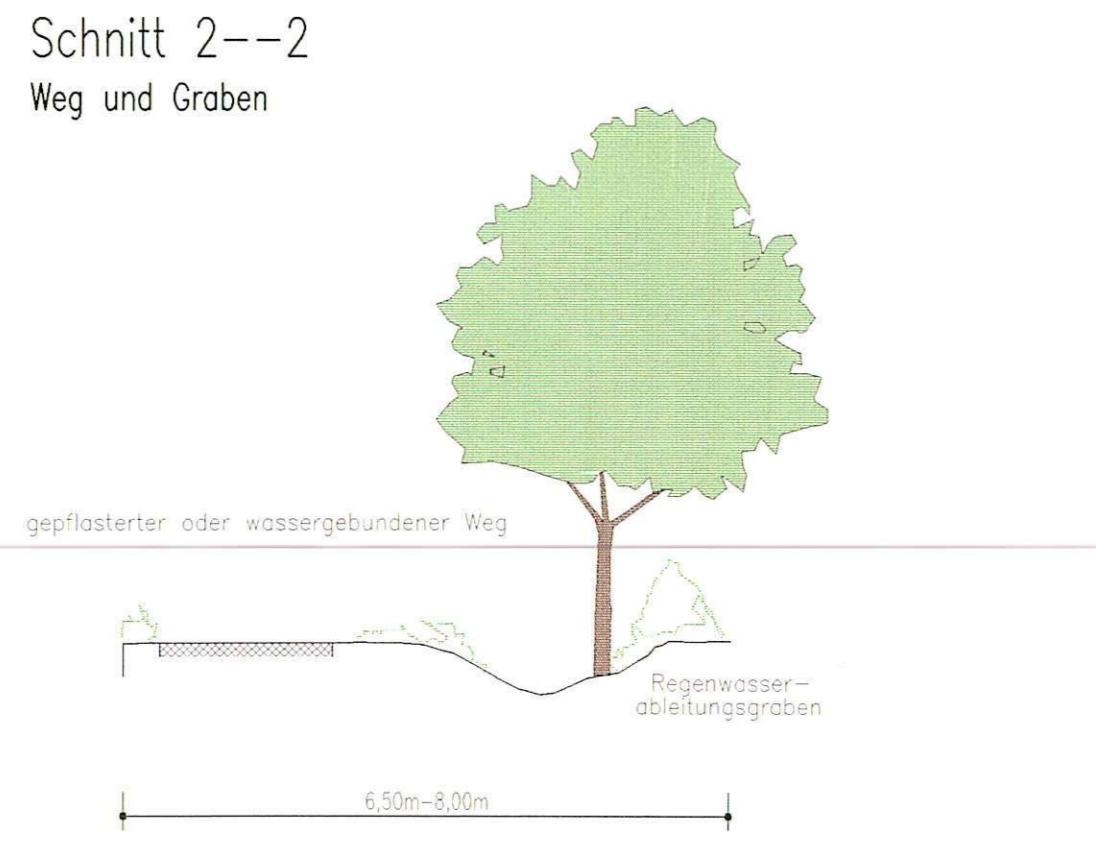 Schnitt 2--2
Weg und Graben
gepflasterter oder wassergebundener Weg
Regenwasser-
ableitungsgraben
6,50m-8,00m